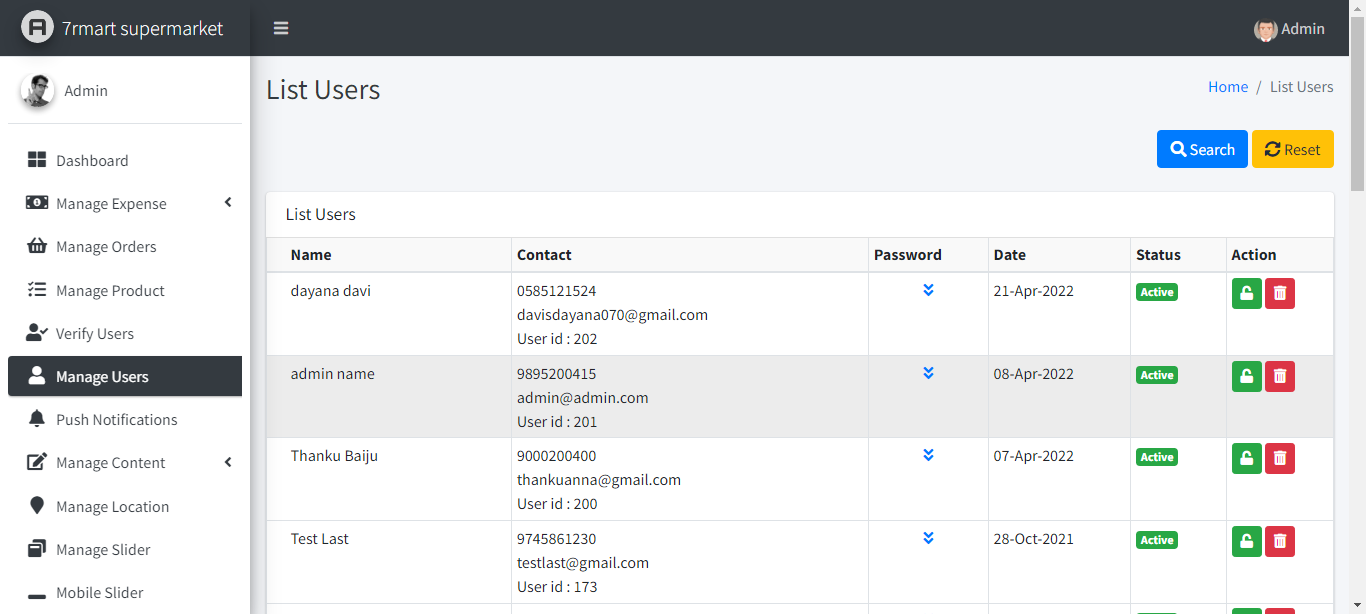 7rmart supermarket
Admin
Admin
Dashboard
Manage Expense
Manage Orders
Manage Product
Verify Users
Manage Users
Push Notifications
Manage Content
Manage Location
Manage Slider
Mobile Slider
List Users
Home / List Users
Search Reset
List Users
Name Contact Password Date Status Action
dayana davi 0585121524 21-Apr-2022 Active
davisdayana070@gmail.com
User id : 202
admin name 9895200415 08-Apr-2022 Active
admin@admin.com
User id : 201
Thanku Baiju 9000200400 07-Apr-2022 Active
thankuanna@gmail.com
User id : 200
Test Last 9745861230 28-Oct-2021 Active
testlast@gmail.com
User id : 173